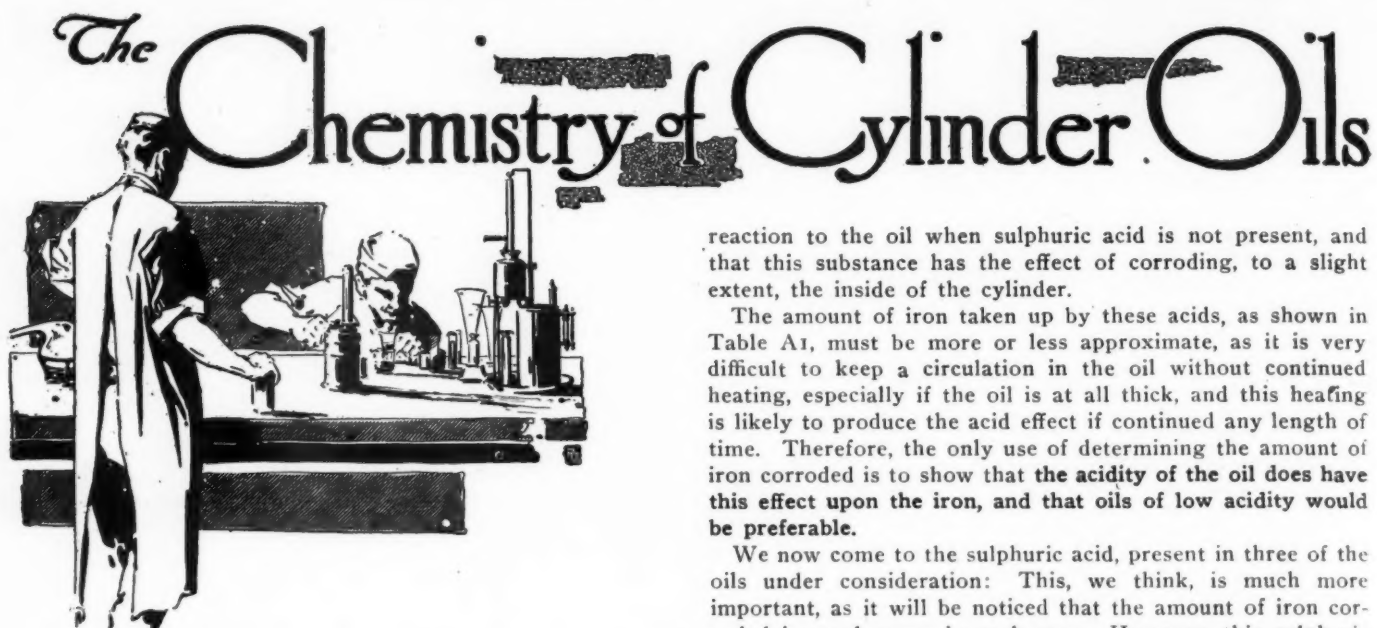 The Chemistry of Cylinder Oils
reaction to the oil when sulphuric acid is not present, and
that this substance has the effect of corroding, to a slight
extent, the inside of the cylinder.
The amount of iron taken up by these acids, as shown in
Table A1, must be more or less approximate, as it is very
difficult to keep a circulation in the oil without continued
heating, especially if the oil is at all thick, and this heating
is likely to produce the acid effect if continued any length of
time. Therefore, the only use of determining the amount of
iron corroded is to show that the acidity of the oil does have
this effect upon the iron, and that oils of low acidity would
be preferable.
We now come to the sulphuric acid, present in three of the
oils under consideration: This, we think, is much more
important, as it will be noticed that the amount of iron cor-